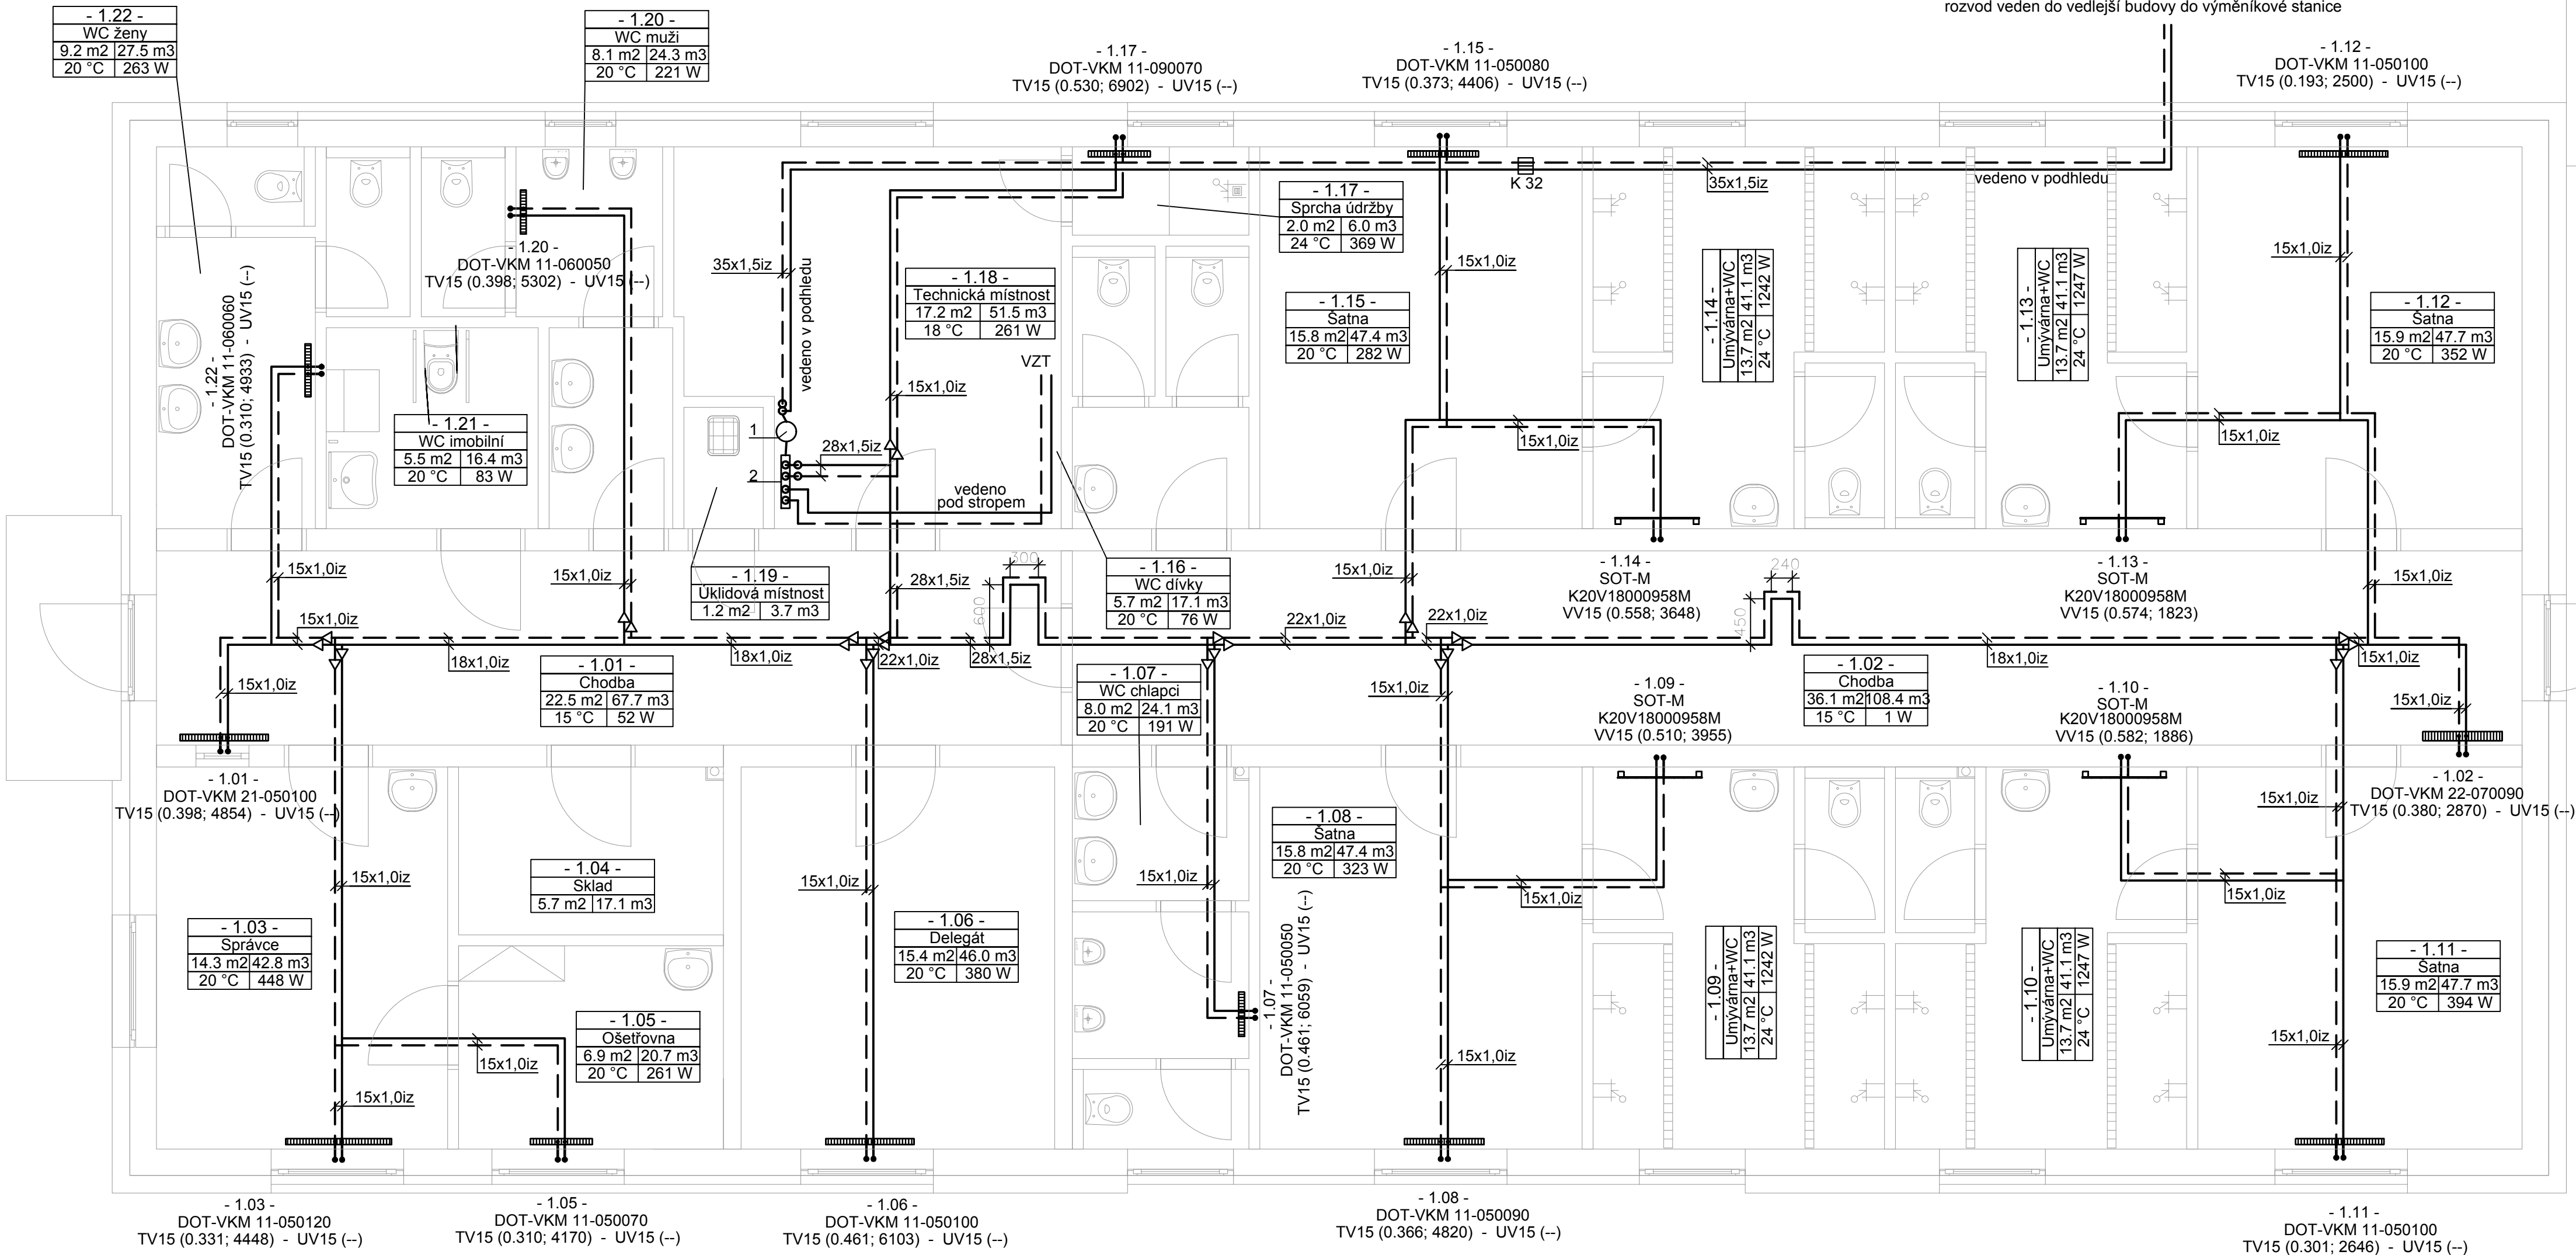 rozvod veden do vedlejší budovy do výměníkové stanice
- 1.22 -
WC ženy
9.2 m2 27.5 m3
20 °C 263 W
- 1.20 -
WC muži
8.1 m2 24.3 m3
20 °C 221 W
- 1.17 -
DOT-VKM 11-090070
TV15 (0.530; 6902) - UV15 (--)
- 1.15 -
DOT-VKM 11-050080
TV15 (0.373; 4406) - UV15 (--)
- 1.12 -
DOT-VKM 11-050100
TV15 (0.193; 2500) - UV15 (--)
K 32
35x1,5iz
vedeno v podhledu
- 1.17 -
Sprcha údržby
2.0 m2 6.0 m3
24 °C 369 W
- 1.20 -
DOT-VKM 11-060050
TV15 (0.398; 5302) - UV15 (--)
35x1,5iz
vedeno v podhledu
- 1.18 -
Technická místnost
17.2 m2 51.5 m3
18 °C 261 W
15x1,0iz
15x1,0iz
- 1.22 -
DOT-VKM 11-060060
TV15 (0.310; 4933) - UV15 (--)
- 1.15 -
Šatna
15.8 m2 47.4 m3
20 °C 282 W
- 1.14 -
Umývárna+WC
13.7 m2 41.1 m3
24 °C 1242 W
- 1.13 -
Umývárna+WC
13.7 m2 41.1 m3
24 °C 1247 W
- 1.12 -
Šatna
15.9 m2 47.7 m3
20 °C 352 W
VZT
15x1,0iz
- 1.21 -
WC imobilní
5.5 m2 16.4 m3
20 °C 83 W
1
2
28x1,5iz
15x1,0iz
15x1,0iz
vedeno
pod stropem
15x1,0iz
15x1,0iz
- 1.19 -
Úklidová místnost
1.2 m2 3.7 m3
28x1,5iz
300
600
- 1.16 -
WC dívky
5.7 m2 17.1 m3
20 °C 76 W
15x1,0iz
- 1.14 -
SOT-M
K20V18000958M
VV15 (0.558; 3648)
240
450
- 1.13 -
SOT-M
K20V18000958M
VV15 (0.574; 1823)
15x1,0iz
15x1,0iz
18x1,0iz
18x1,0iz
22x1,0iz
28x1,5iz
22x1,0iz
22x1,0iz
18x1,0iz
15x1,0iz
15x1,0iz
- 1.01 -
Chodba
22.5 m2 67.7 m3
15 °C 52 W
- 1.07 -
WC chlapci
8.0 m2 24.1 m3
20 °C 191 W
15x1,0iz
- 1.09 -
SOT-M
K20V18000958M
VV15 (0.510; 3955)
- 1.02 -
Chodba
36.1 m2 108.4 m3
15 °C 1 W
- 1.10 -
SOT-M
K20V18000958M
VV15 (0.582; 1886)
15x1,0iz
- 1.01 -
DOT-VKM 21-050100
TV15 (0.398; 4854) - UV15 (--)
- 1.02 -
DOT-VKM 22-070090
TV15 (0.380; 2870) - UV15 (--)
15x1,0iz
- 1.08 -
Šatna
15.8 m2 47.4 m3
20 °C 323 W
15x1,0iz
- 1.04 -
Sklad
5.7 m2 17.1 m3
15x1,0iz
15x1,0iz
15x1,0iz
15x1,0iz
- 1.03 -
Správce
14.3 m2 42.8 m3
20 °C 448 W
- 1.06 -
Delegát
15.4 m2 46.0 m3
20 °C 380 W
- 1.07 -
DOT-VKM 11-050050
TV15 (0.461; 6059) - UV15 (--)
- 1.09 -
Umývárna+WC
13.7 m2 41.1 m3
24 °C 1242 W
- 1.10 -
Umývárna+WC
13.7 m2 41.1 m3
24 °C 1247 W
- 1.11 -
Šatna
15.9 m2 47.7 m3
20 °C 394 W
- 1.05 -
Ošetřovna
6.9 m2 20.7 m3
20 °C 261 W
15x1,0iz
15x1,0iz
15x1,0iz
15x1,0iz
- 1.03 -
DOT-VKM 11-050120
TV15 (0.331; 4448) - UV15 (--)
- 1.05 -
DOT-VKM 11-050070
TV15 (0.310; 4170) - UV15 (--)
- 1.06 -
DOT-VKM 11-050100
TV15 (0.461; 6103) - UV15 (--)
- 1.08 -
DOT-VKM 11-050090
TV15 (0.366; 4820) - UV15 (--)
- 1.11 -
DOT-VKM 11-050100
TV15 (0.301; 2646) - UV15 (--)